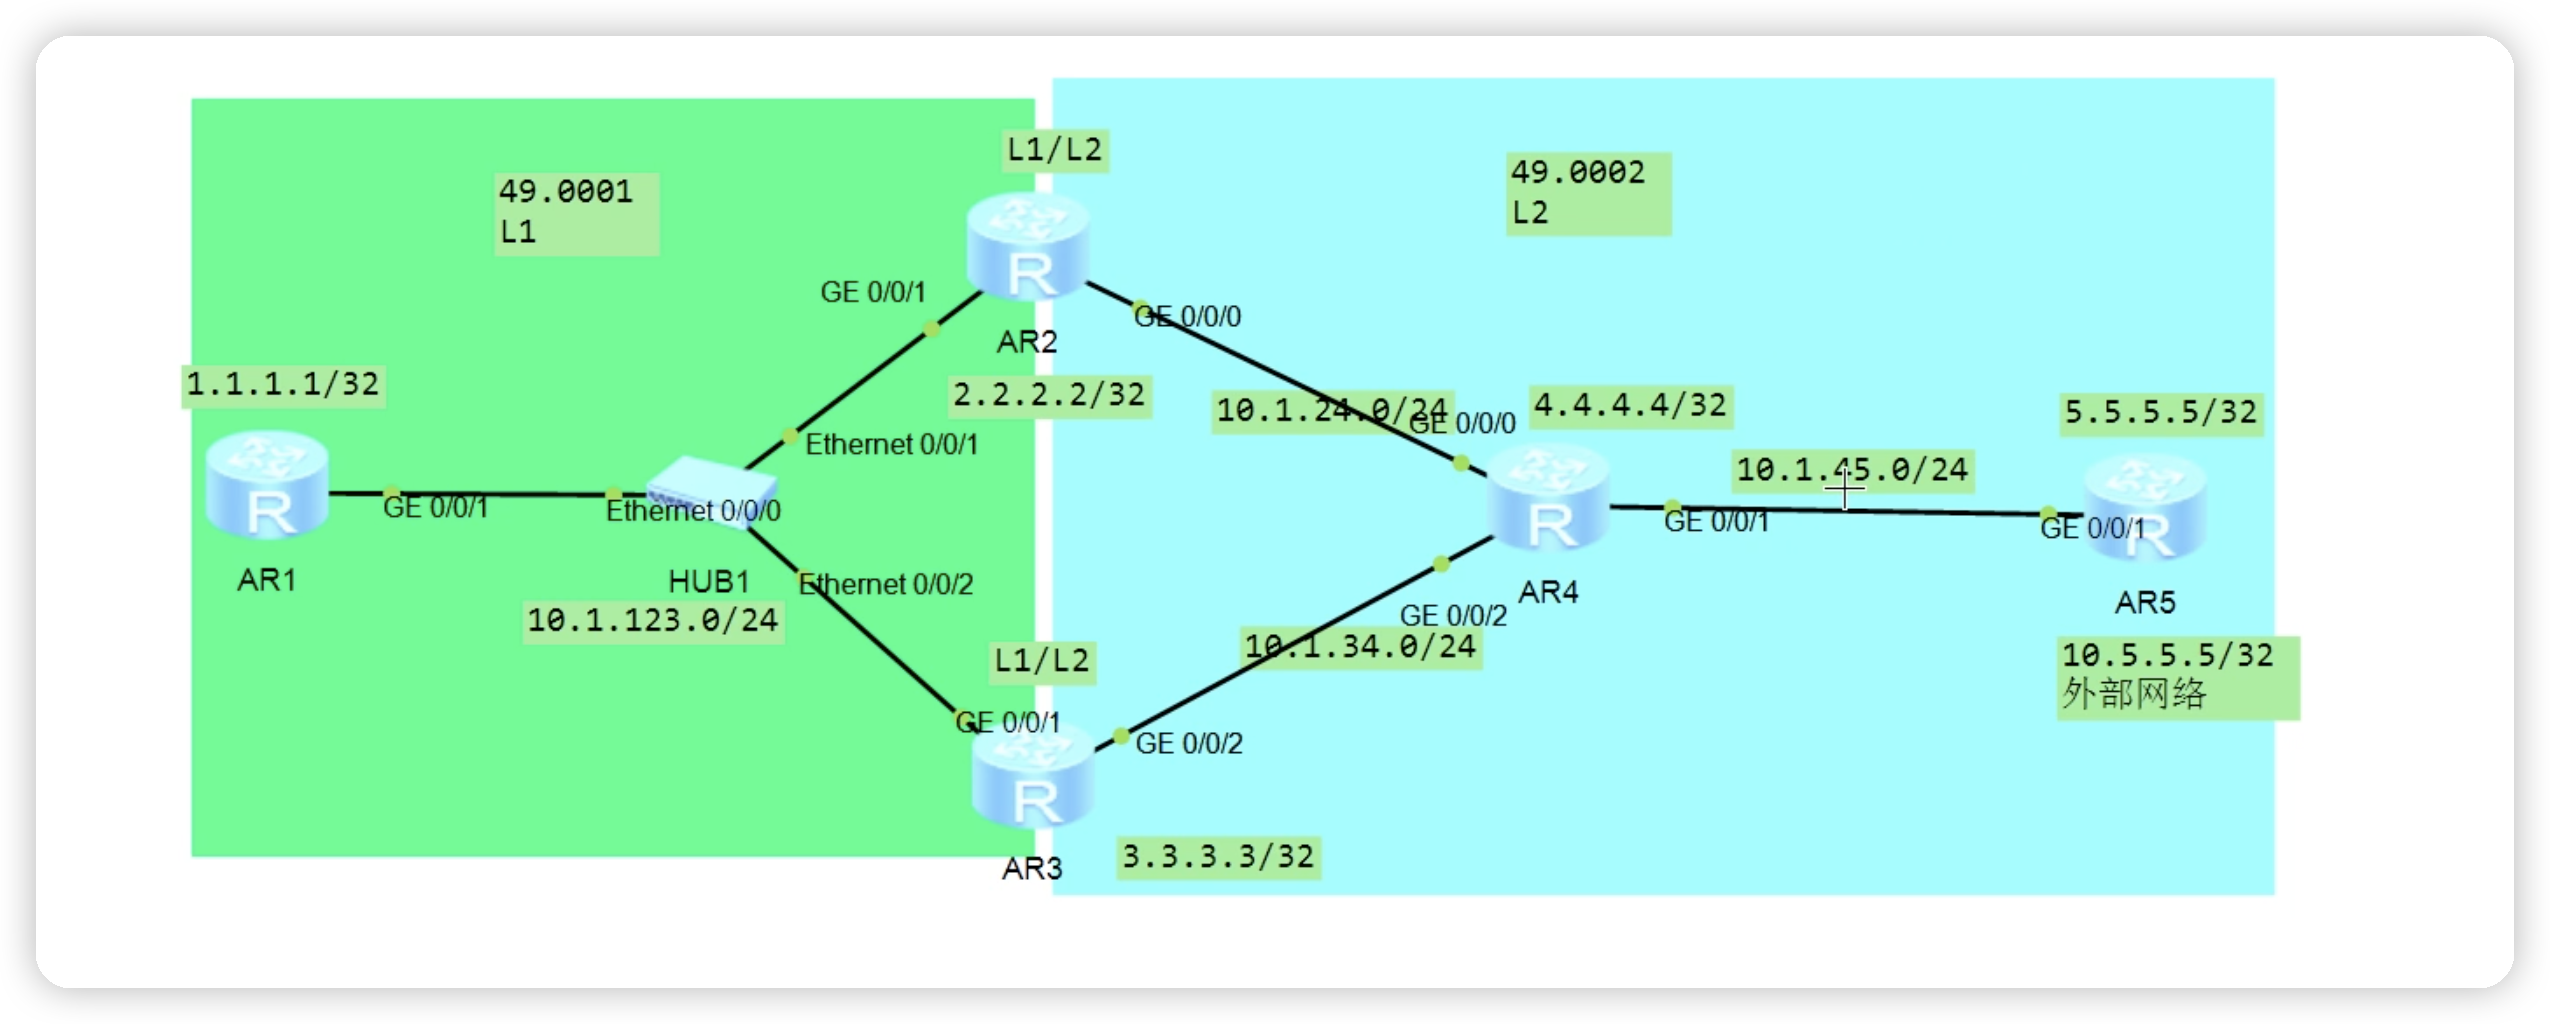 L1/L2
49.0001
L1
49.0002
L2
GE 0/0/1
R
GE 0/0/0
AR2
1.1.1.1/32
2.2.2.2/32
10.1.24.0/24
GE 0/0/0
4.4.4.4/32
5.5.5.5/32
Ethernet 0/0/1
10.1.45.0/24
R
GE 0/0/1
Ethernet 0/0/0
R
GE 0/0/1
GE 0/0/1
R
AR1
HUB1
Ethernet 0/0/2
AR4
AR5
10.1.123.0/24
GE 0/0/2
10.1.34.0/24
L1/L2
10.5.5.5/32
外部网络
GE 0/0/1
GE 0/0/2
R
AR3
3.3.3.3/32